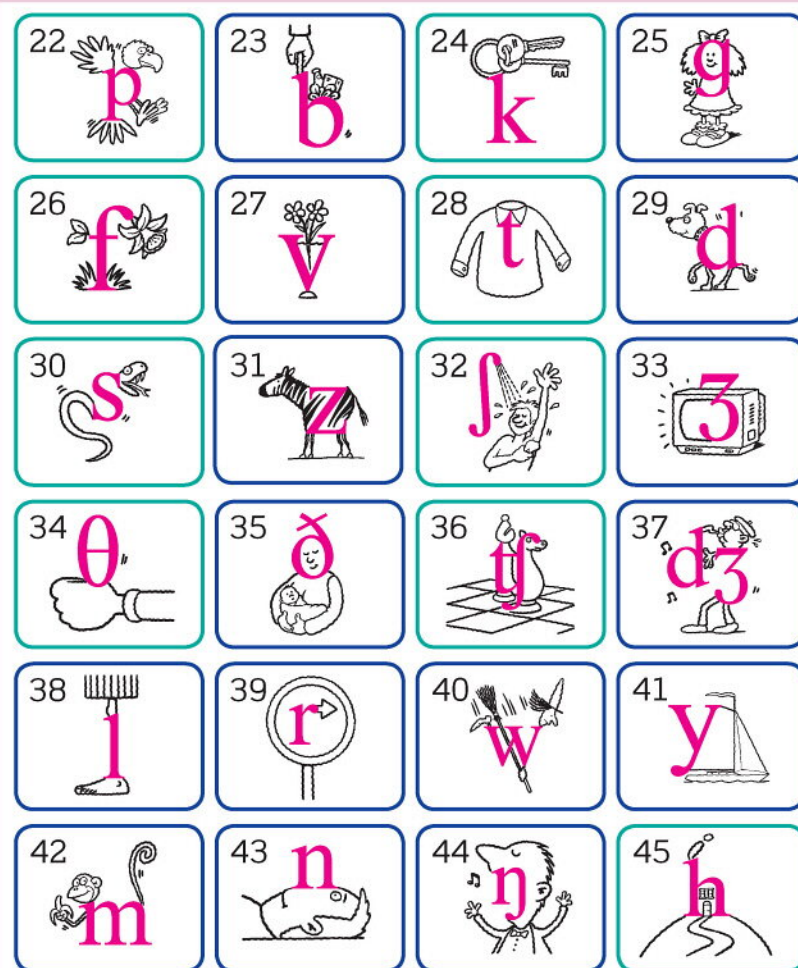 22 p
23 b
24 k
25 g
26 f
27 v
28 t
29 d
30 s
31 z
32 ʃ
33 ʒ
34 θ
35 ð
36 tʃ
37 dʒ
38 l
39 r
40 w
41 y
42 m
43 n
44 ŋ
45 h